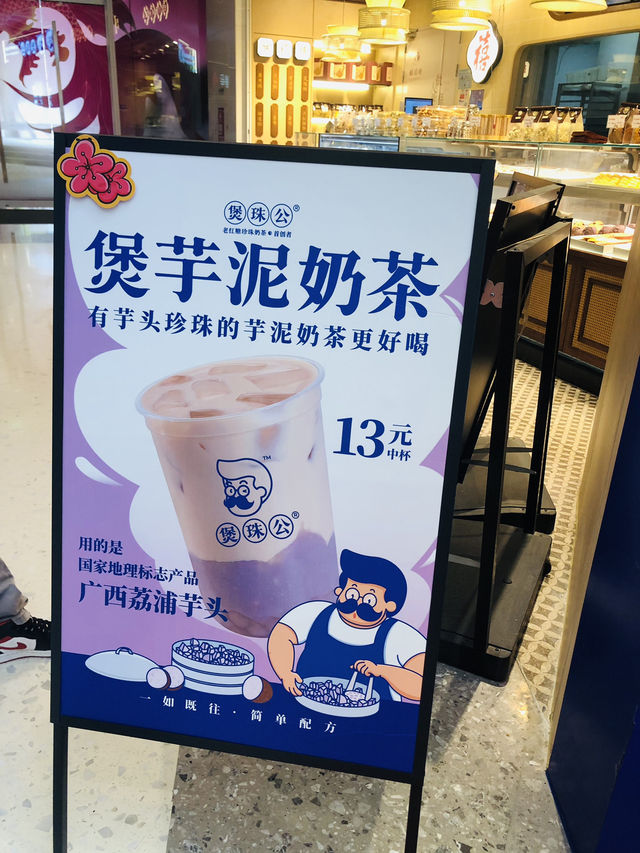 煲珠公®
老红糖珍珠奶茶 首创者
煲芋泥奶茶
有芋头珍珠的芋泥奶茶更好喝
13元
中杯
TM
煲珠公®
用的是
国家地理标志产品
广西荔浦芋头
一如既往·简单配方
禧